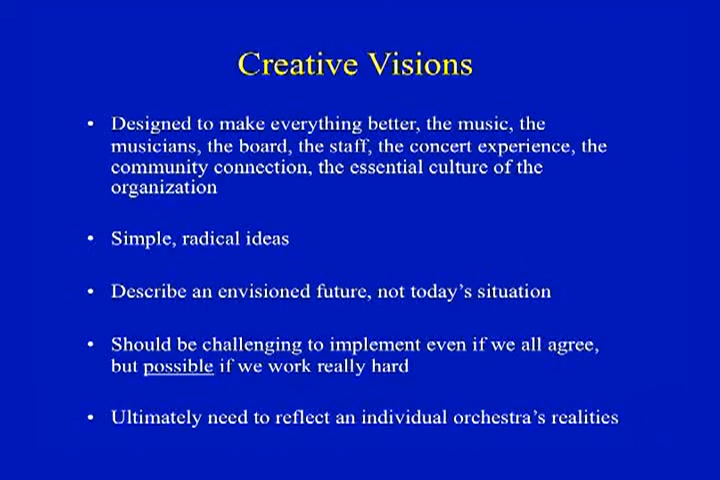 Creative Visions
• Designed to make everything better, the music, the
musicians, the board, the staff, the concert experience, the
community connection, the essential culture of the
organization
• Simple, radical ideas
• Describe an envisioned future, not today's situation
• Should be challenging to implement even if we all agree,
but possible if we work really hard
• Ultimately need to reflect an individual orchestra's realities